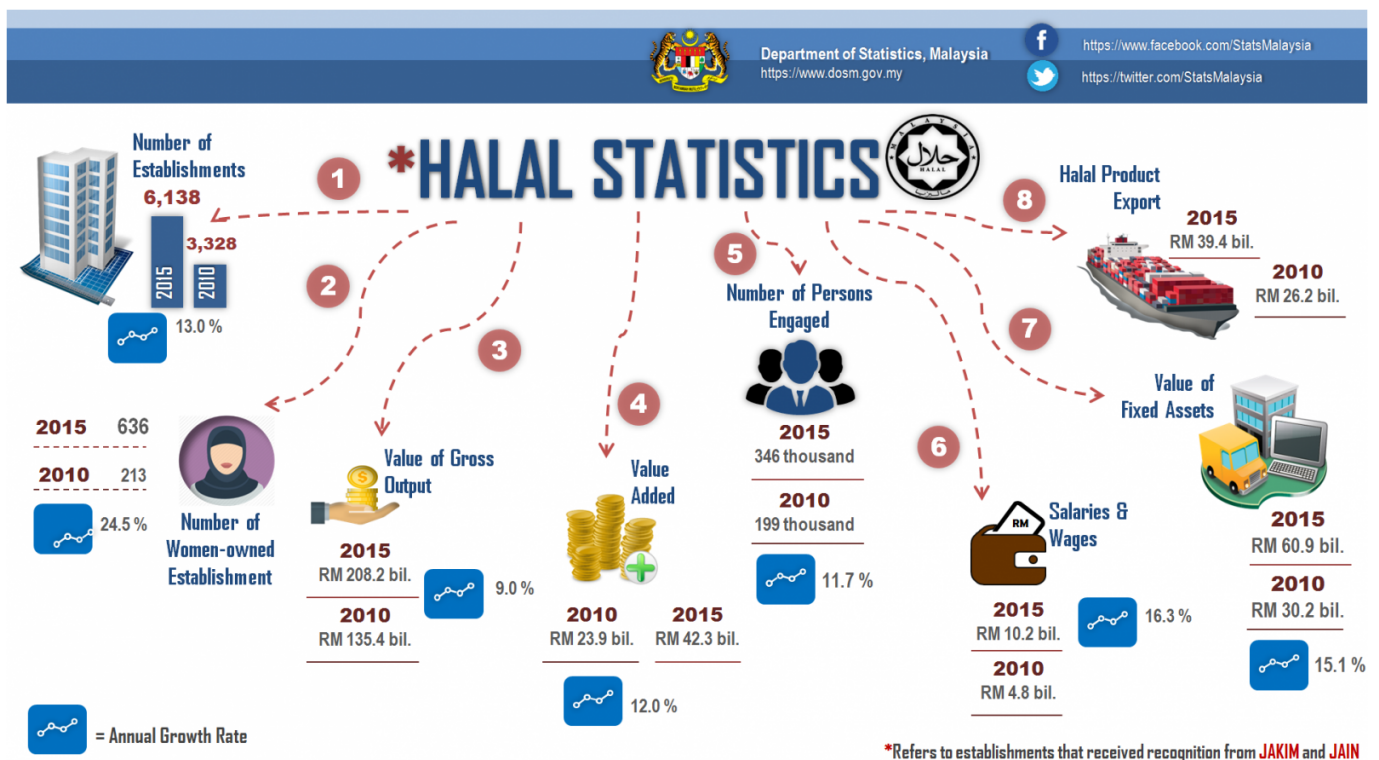 Department of Statistics, Malaysia
https://www.dosm.gov.my
https://www.facebook.com/StatsMalaysia
https://twitter.com/StatsMalaysia
*HALAL STATISTICS
MALAYSIA
حلال
HALAL
ماليزيا
1
Number of
Establishments
6,138
3,328
2015
2010
13.0 %
2
2015 636
2010 213
24.5 %
Number of
Women-owned
Establishment
3
Value of Gross
Output
2015
RM 208.2 bil.
2010
RM 135.4 bil.
9.0 %
4
Value
Added
2010
RM 23.9 bil.
2015
RM 42.3 bil.
12.0 %
5
Number of Persons
Engaged
2015
346 thousand
2010
199 thousand
11.7 %
6
RM
Salaries &
Wages
2015
RM 10.2 bil.
2010
RM 4.8 bil.
16.3 %
7
Value of
Fixed Assets
2015
RM 60.9 bil.
2010
RM 30.2 bil.
15.1 %
8
Halal Product
Export
2015
RM 39.4 bil.
2010
RM 26.2 bil.
= Annual Growth Rate
*Refers to establishments that received recognition from JAKIM and JAIN